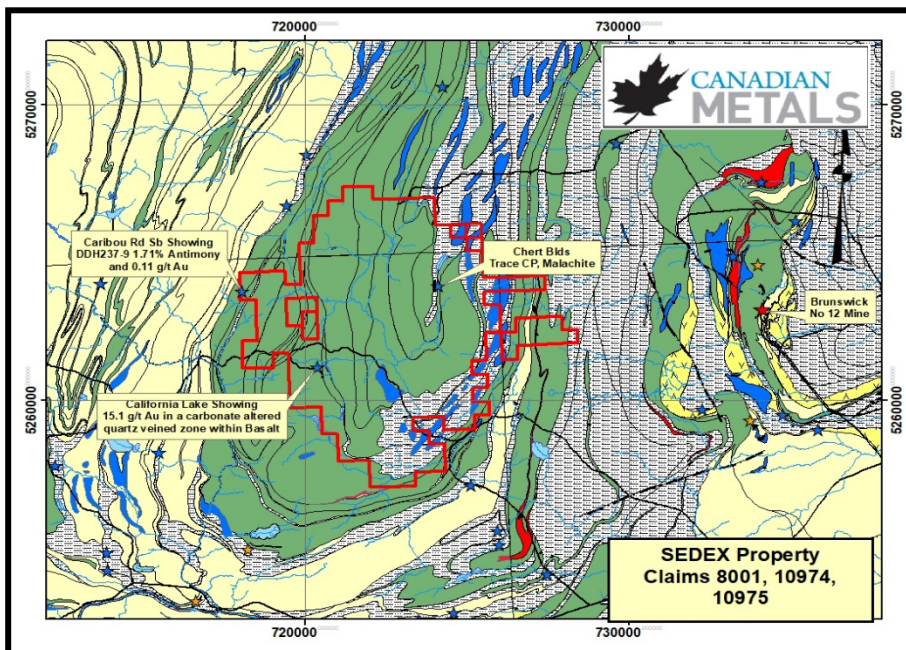 720000
730000
CANADIAN
METALS
5270000
5270000
Caribou Rd Sb Showing
DDH237-9 1.71% Antimony
and 0.11 g/t Au
Chert Blds
Trace CP, Malachite
Brunswick
No 12 Mine
5260000
5260000
California Lake Showing
15.1 g/t Au in a carbonate altered
quartz veined zone within Basalt
SEDEX Property
Claims 8001, 10974,
10975
720000
730000